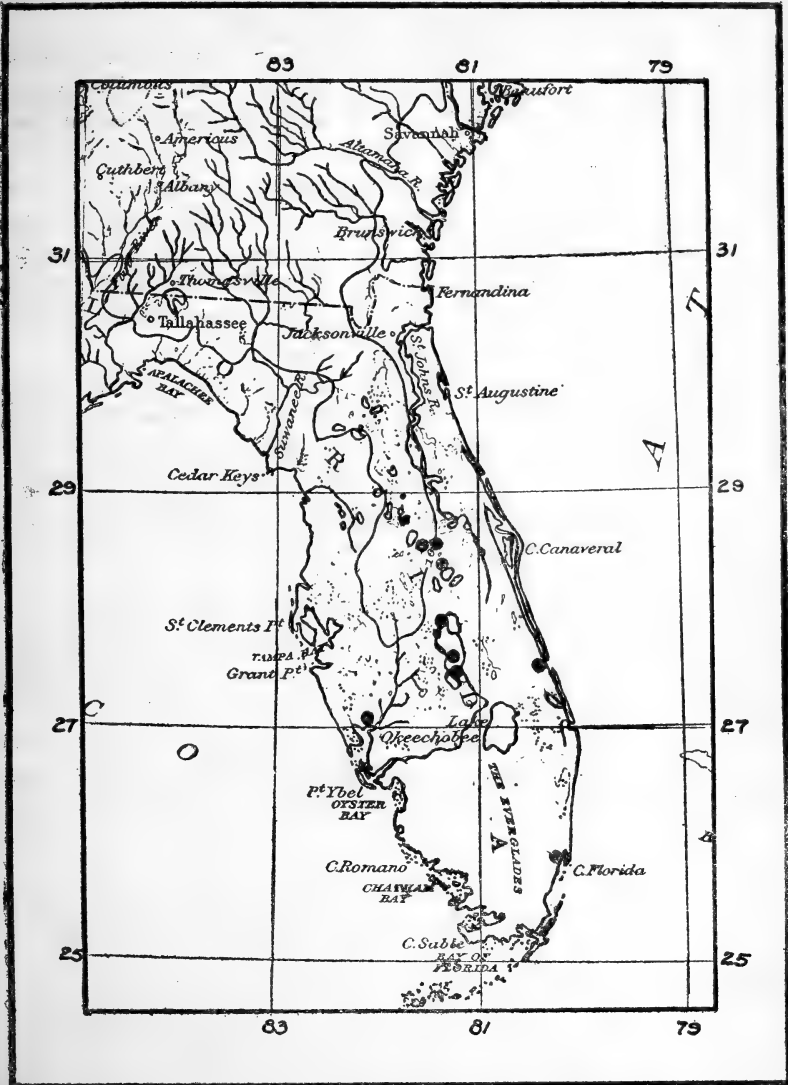 83 81 79
Columbus
Beaufort
Americus
Savannah
Altamaha R.
Cuthbert
Albany
Brunswick
31 31
Thomasville
Fernandina
T
Tallahassee
Jacksonville
St. Johns R.
APALACHEE
BAY
St. Augustine
Suwanee R.
A
R
Cedar Keys
29 29
C. Canaveral
I
St. Clements Pt.
TAMPA BAY
Grant Pt.
D
C
27 27
Lake
Okeechobee
O
THE EVERGLADES
Pt. Ybel
OYSTER
BAY
A
C. Romano
C. Florida
CHATHAM
BAY
C. Sable
25 25
BAY OF
FLORIDA
83 81 79